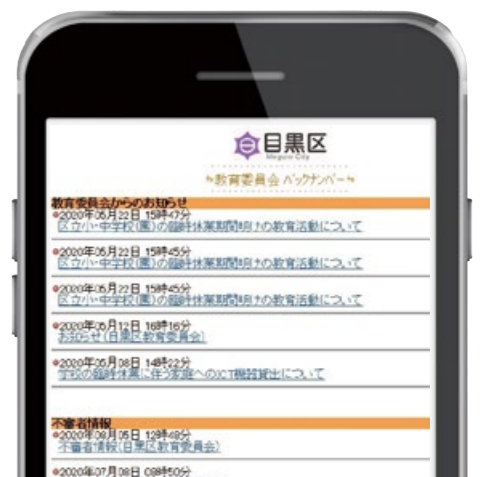 目黒区
Meguro City
教育委員会 バックナンバー
教育委員会からのお知らせ
2020年05月22日 15時47分
区立小・中学校(園)の臨時休業期間明けの教育活動について
2020年05月22日 15時45分
区立小・中学校(園)の臨時休業期間明けの教育活動について
2020年05月22日 15時45分
区立小・中学校(園)の臨時休業期間明けの教育活動について
2020年05月12日 16時16分
お知らせ(目黒区教育委員会)
2020年05月08日 14時22分
学校の臨時休業に伴う家庭へのICT機器貸出について
不審者情報
2020年08月05日 12時48分
不審者情報(目黒区教育委員会)
2020年07月08日 09時50分